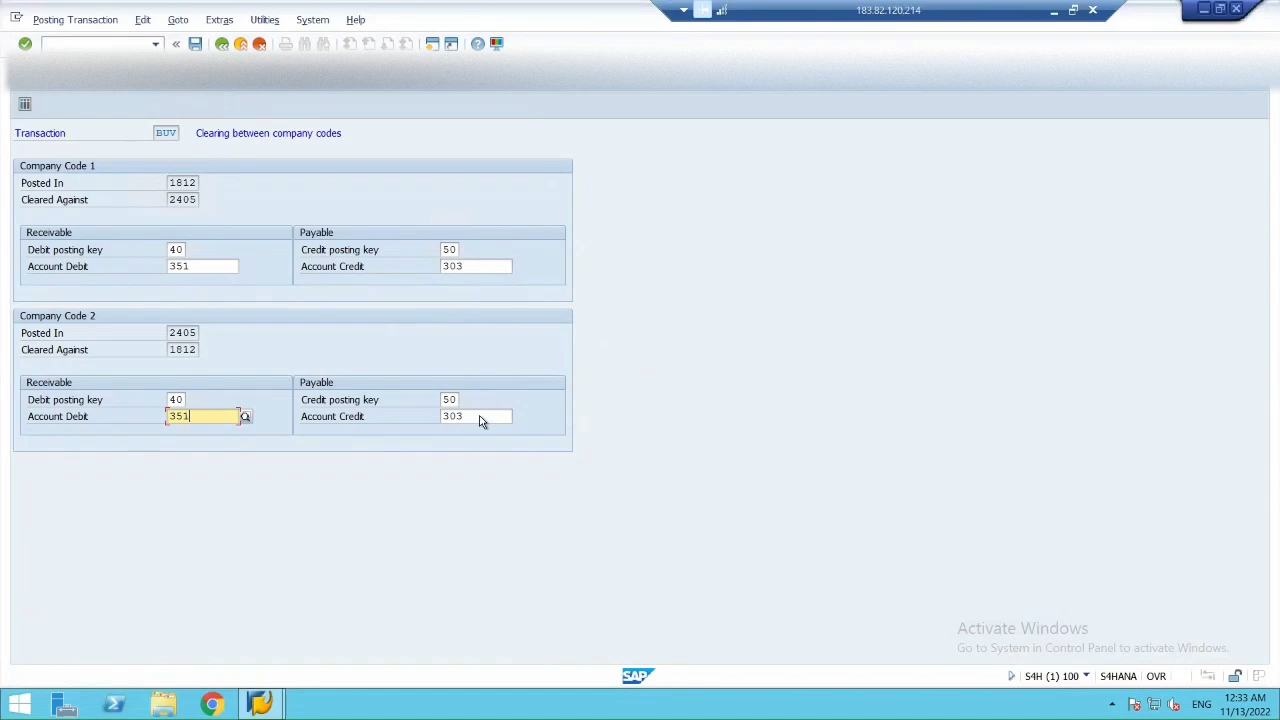 Posting Transaction Edit Goto Extras Utilities System Help
183.82.120.214
Transaction BUV Clearing between company codes
Company Code 1
Posted In 1812
Cleared Against 2405
Receivable Payable
Debit posting key 40 Credit posting key 50
Account Debit 351 Account Credit 303
Company Code 2
Posted In 2405
Cleared Against 1812
Receivable Payable
Debit posting key 40 Credit posting key 50
Account Debit 351 Account Credit 303
Activate Windows
Go to System in Control Panel to activate Windows.
SAP S4H (1) 100 S4HANA OVR
ENG 12:33 AM
11/13/2022